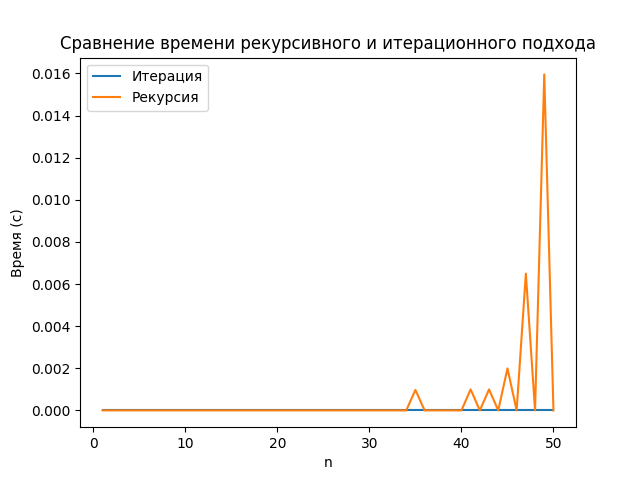 Сравнение времени рекурсивного и итерационного подхода
Итерация
Рекурсия
Время (с)
0.016
0.014
0.012
0.010
0.008
0.006
0.004
0.002
0.000
0 10 20 30 40 50
n